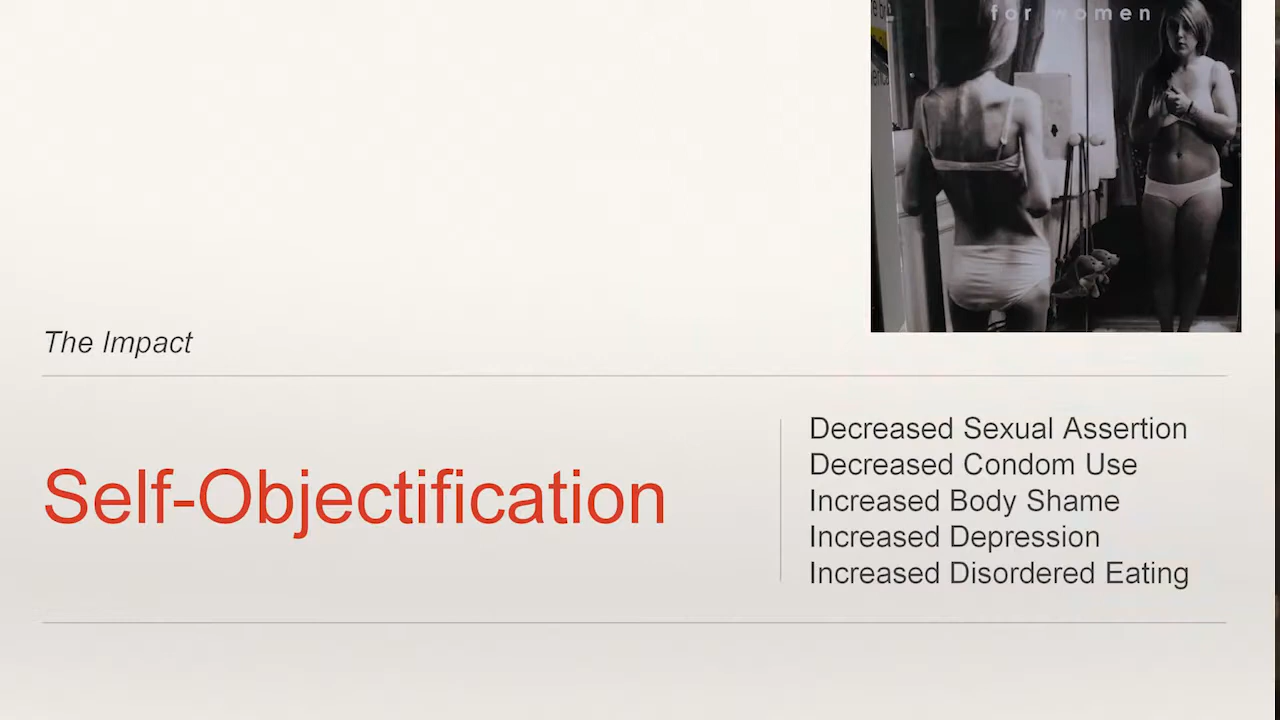 for women
The Impact
Self-Objectification
Decreased Sexual Assertion
Decreased Condom Use
Increased Body Shame
Increased Depression
Increased Disordered Eating